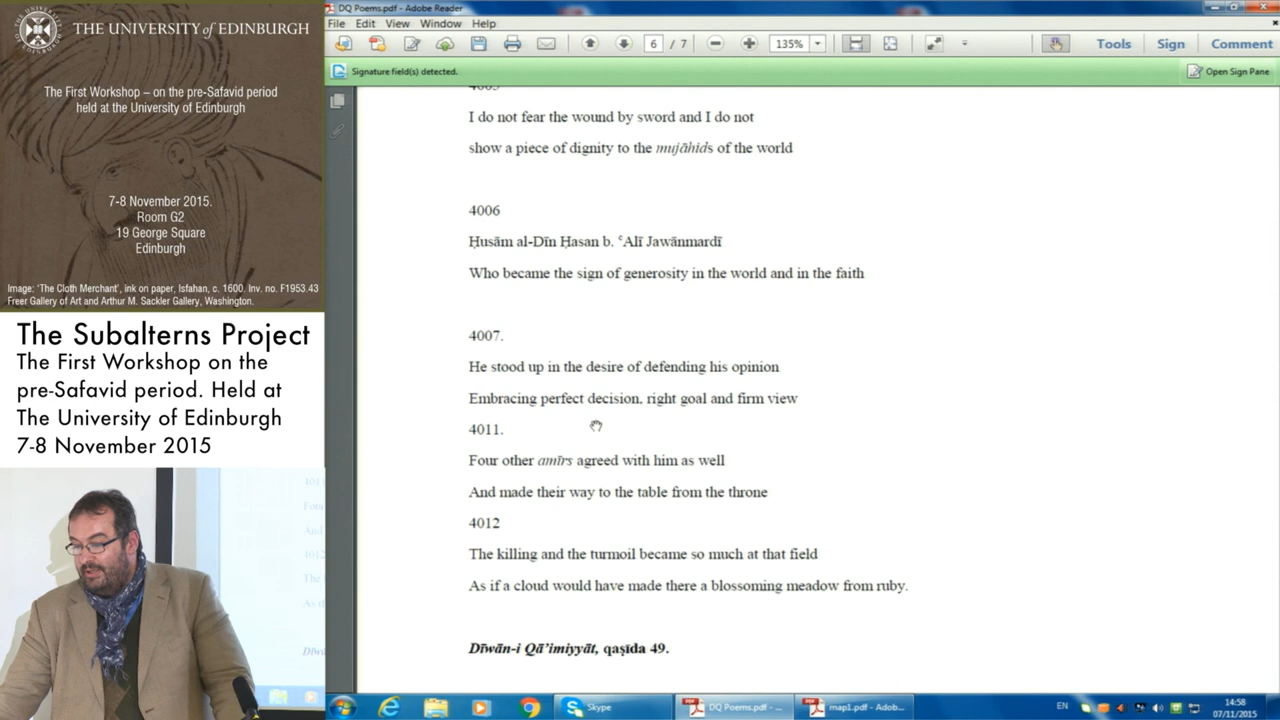 THE UNIVERSITY of EDINBURGH
The First Workshop – on the pre-Safavid period
held at the University of Edinburgh
7-8 November 2015.
Room G2
19 George Square
Edinburgh
Image: 'The Cloth Merchant', ink on paper, Isfahan, c. 1600. Inv. no. F1953.43
Freer Gallery of Art and Arthur M. Sackler Gallery, Washington.
The Subalterns Project
The First Workshop on the
pre-Safavid period. Held at
The University of Edinburgh
7-8 November 2015
DQ Poems.pdf - Adobe Reader
File Edit View Window Help
6 / 7 135% Tools Sign Comment
Signature field(s) detected. Open Sign Pane
I do not fear the wound by sword and I do not
show a piece of dignity to the mujāhids of the world
4006
Ḥusām al-Dīn Ḥasan b. ʿAlī Jawānmardī
Who became the sign of generosity in the world and in the faith
4007.
He stood up in the desire of defending his opinion
Embracing perfect decision, right goal and firm view
4011.
Four other amīrs agreed with him as well
And made their way to the table from the throne
4012
The killing and the turmoil became so much at that field
As if a cloud would have made there a blossoming meadow from ruby.
Dīwān-i Qā'imiyyāt, qaṣīda 49.
Skype DQ Poems.pdf - ... map1.pdf - Adob... EN 14:58
07/11/2015